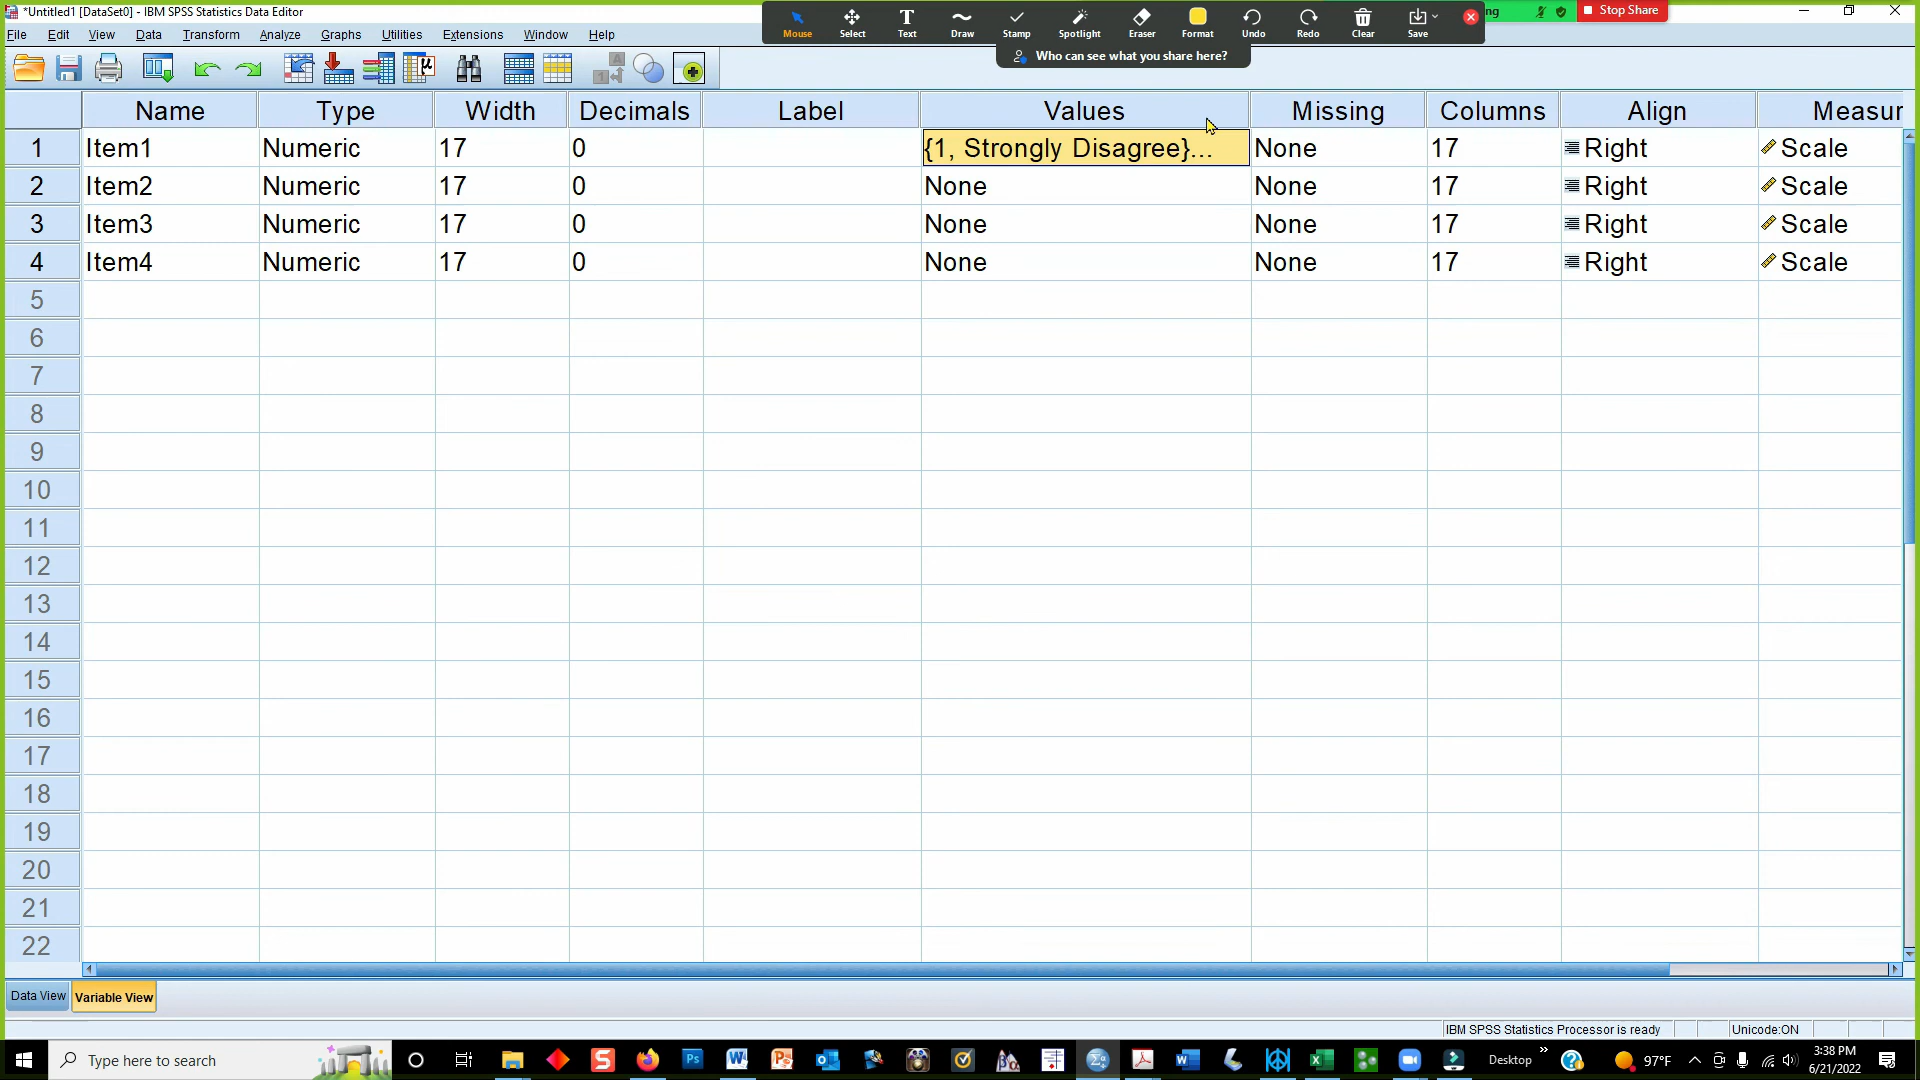 *Untitled1 [DataSet0] - IBM SPSS Statistics Data Editor
ng Stop Share
Mouse Select Text Draw Stamp Spotlight Eraser Format Undo Redo Clear Save
Who can see what you share here?
File Edit View Data Transform Analyze Graphs Utilities Extensions Window Help
Name Type Width Decimals Label Values Missing Columns Align Measur
1 Item1 Numeric 17 0 {1, Strongly Disagree}... None 17 Right Scale
2 Item2 Numeric 17 0 None None 17 Right Scale
3 Item3 Numeric 17 0 None None 17 Right Scale
4 Item4 Numeric 17 0 None None 17 Right Scale
5
6
7
8
9
10
11
12
13
14
15
16
17
18
19
20
21
22
Data View Variable View
IBM SPSS Statistics Processor is ready Unicode:ON
Type here to search
Desktop 97°F
3:38 PM
6/21/2022